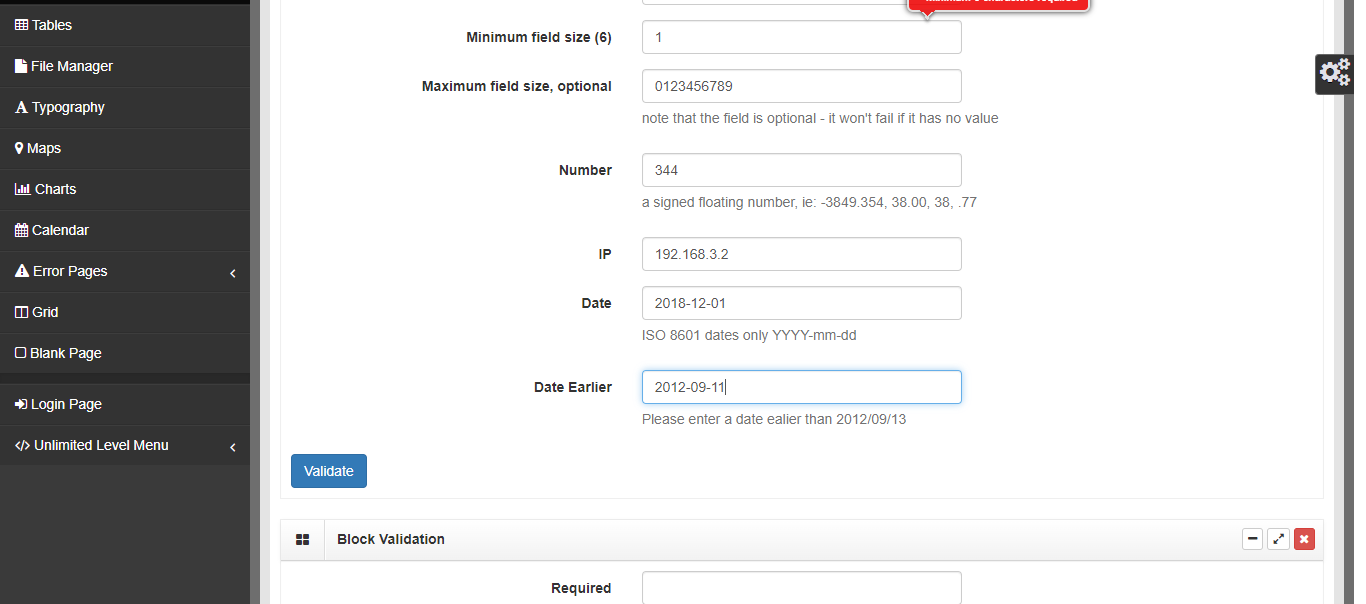 Tables
File Manager
Typography
Maps
Charts
Calendar
Error Pages
Grid
Blank Page
Login Page
Unlimited Level Menu
Minimum field size (6)
1
Maximum field size, optional
0123456789
note that the field is optional - it won't fail if it has no value
Number
344
a signed floating number, ie: -3849.354, 38.00, 38, .77
IP
192.168.3.2
Date
2018-12-01
ISO 8601 dates only YYYY-mm-dd
Date Earlier
2012-09-11
Please enter a date ealier than 2012/09/13
Validate
Block Validation
Required